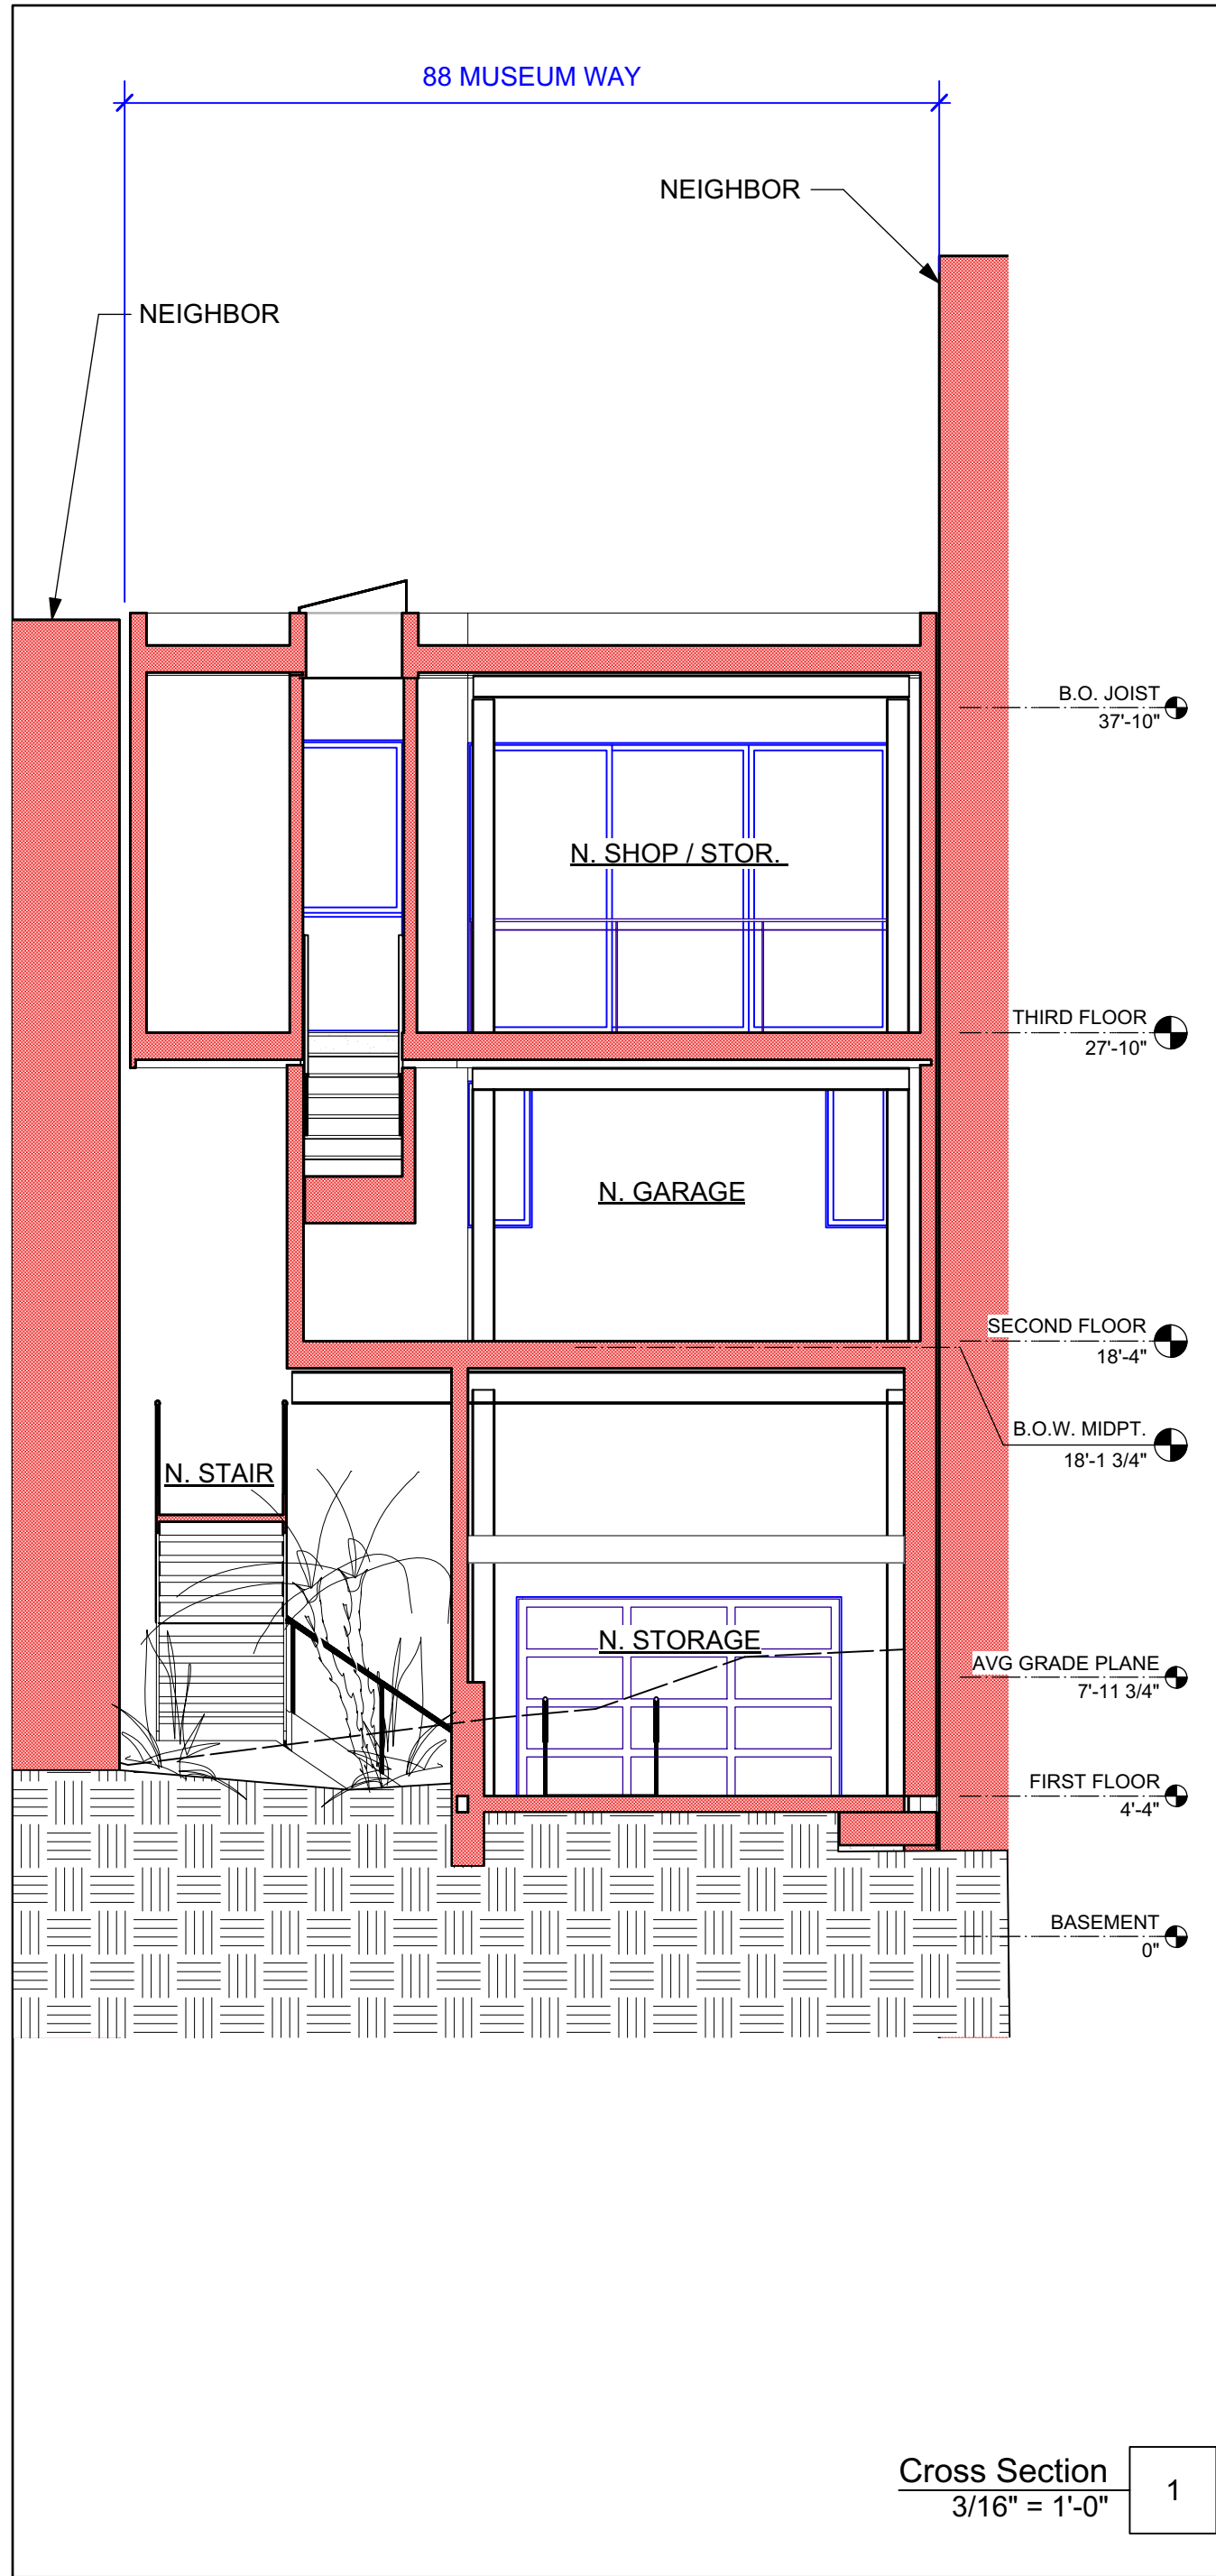 88 MUSEUM WAY
NEIGHBOR
NEIGHBOR
B.O. JOIST
37'-10"
N. SHOP / STOR.
THIRD FLOOR
27'-10"
N. GARAGE
SECOND FLOOR
18'-4"
B.O.W. MIDPT.
18'-1 3/4"
N. STAIR
N. STORAGE
AVG GRADE PLANE
7'-11 3/4"
FIRST FLOOR
4'-4"
BASEMENT
0"
Cross Section
3/16" = 1'-0"
1